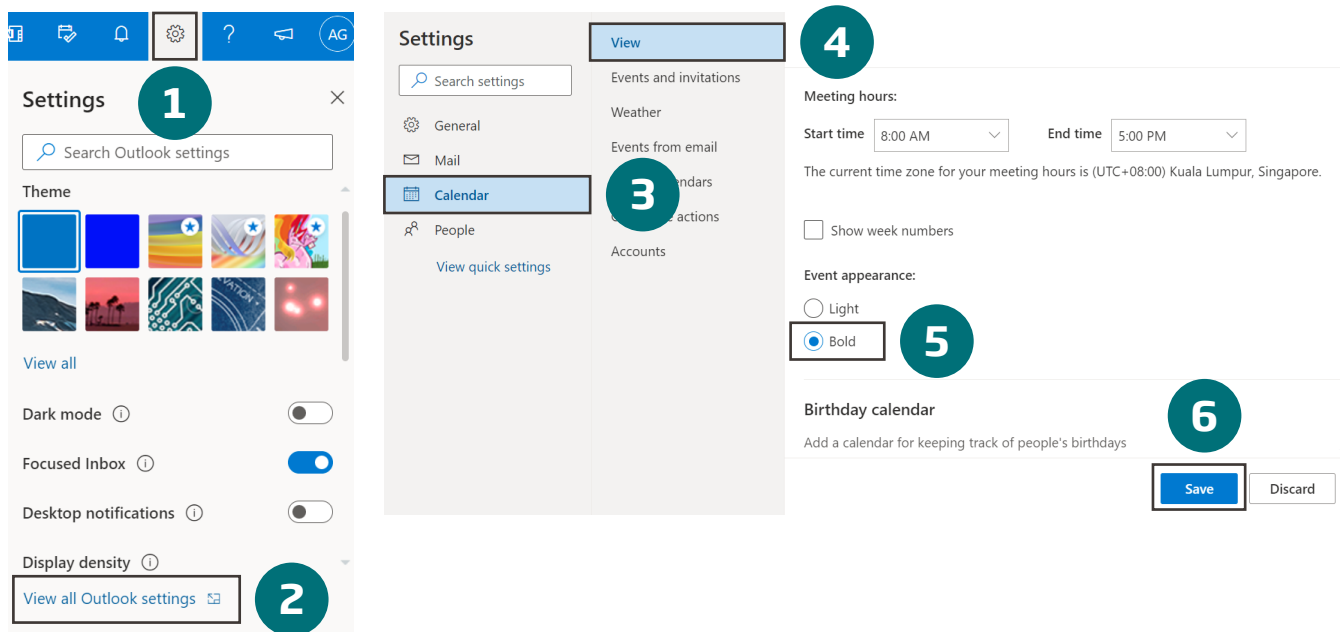 AG
1
Settings
Search Outlook settings
Theme
View all
Dark mode
Focused Inbox
Desktop notifications
Display density
View all Outlook settings
2
Settings
Search settings
General
Mail
Calendar
People
View quick settings
3
View
Events and invitations
Weather
Events from email
endars
actions
Accounts
4
Meeting hours:
Start time 8:00 AM End time 5:00 PM
The current time zone for your meeting hours is (UTC+08:00) Kuala Lumpur, Singapore.
Show week numbers
Event appearance:
Light
Bold
5
Birthday calendar
Add a calendar for keeping track of people's birthdays
6
Save Discard